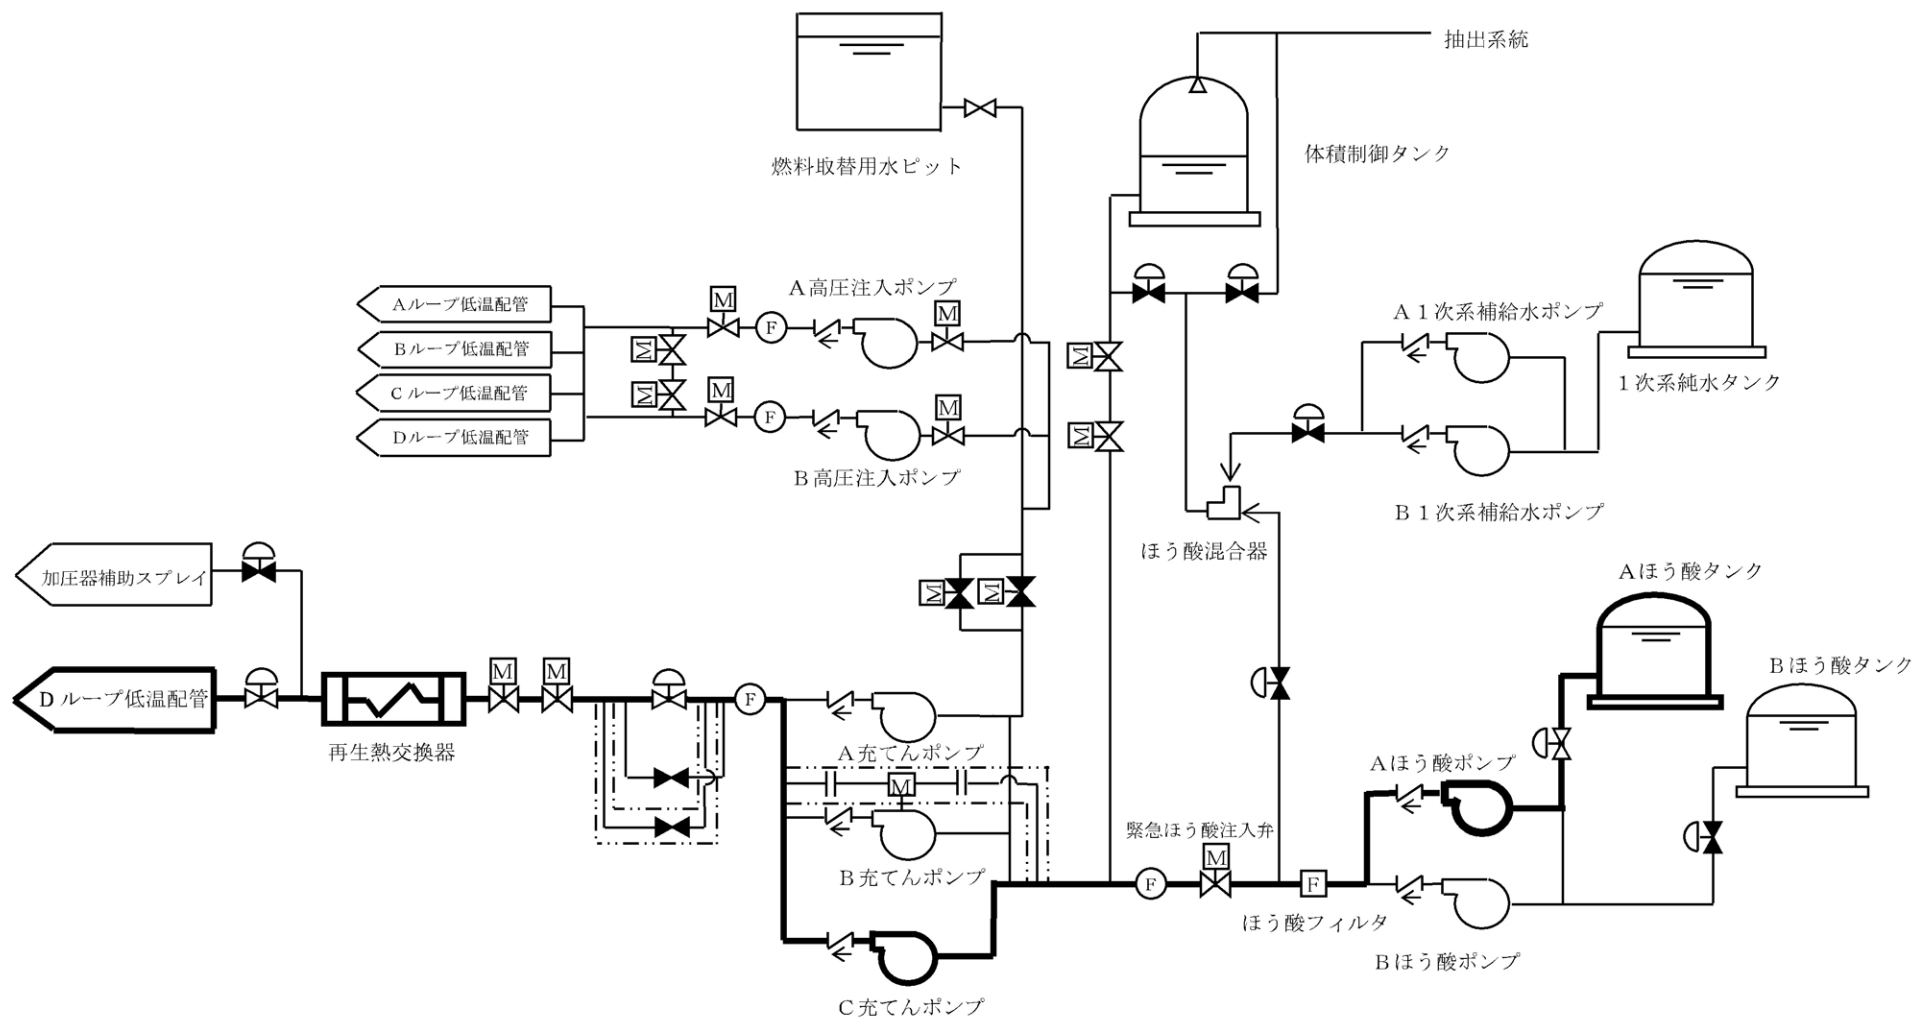 抽出系統
燃料取替用水ピット
体積制御タンク
Aループ低温配管
Bループ低温配管
Cループ低温配管
Dループ低温配管
M
M
M
M
F
F
A高圧注入ポンプ
M
M
B高圧注入ポンプ
M
M
A1次系補給水ポンプ
1次系純水タンク
B1次系補給水ポンプ
ほう酸混合器
加圧器補助スプレイ
M
M
Aほう酸タンク
Bほう酸タンク
Dループ低温配管
再生熱交換器
M
M
F
A充てんポンプ
M
B充てんポンプ
C充てんポンプ
緊急ほう酸注入弁
F
M
F
ほう酸フィルタ
Aほう酸ポンプ
Bほう酸ポンプ